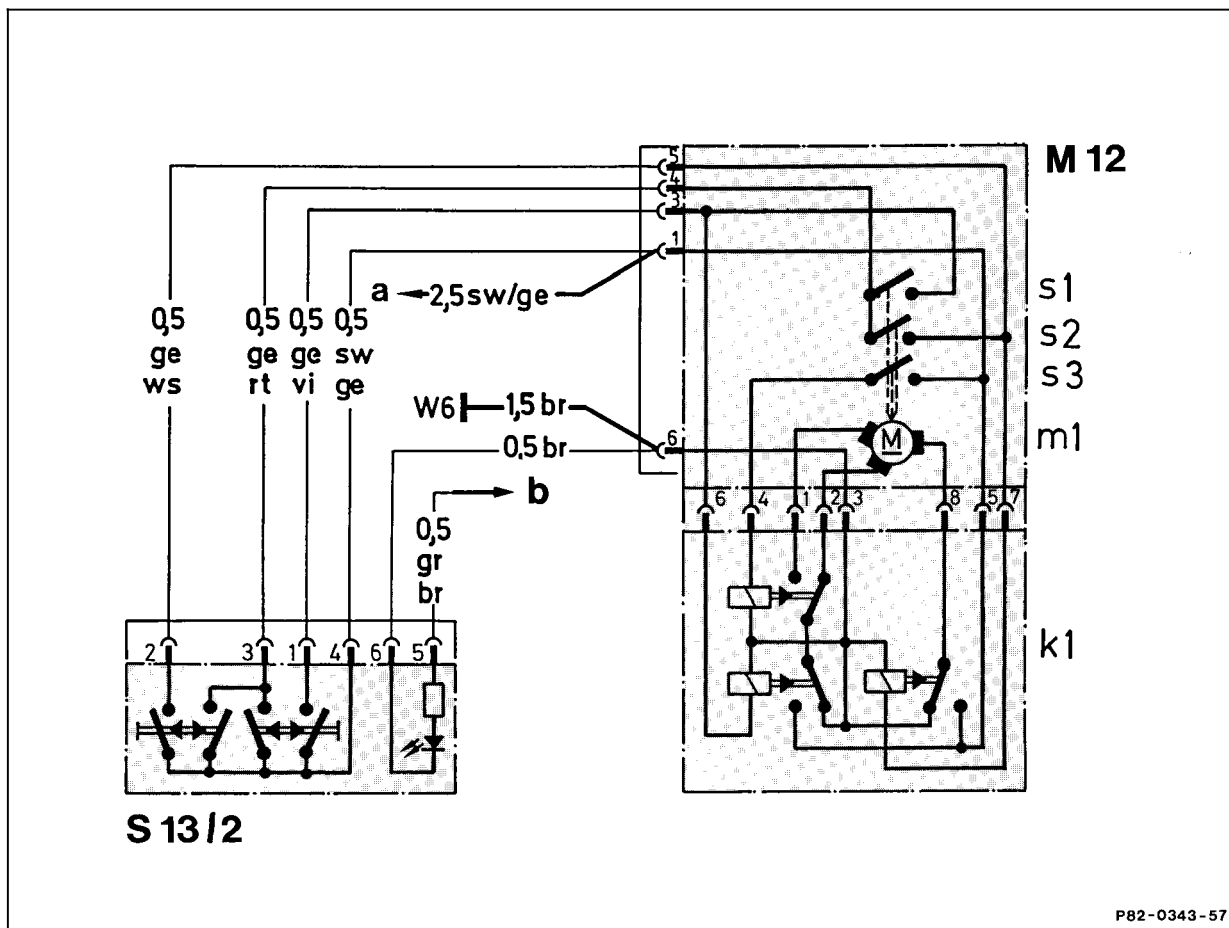 M 12
5
4
3
1
s1
a 2,5 sw/ge
0,5 0,5 0,5 0,5
ge ge ge sw
ws rt vi ge
s2
s3
W6 1,5 br
6
M
m1
0,5 br
b
6 4 1 2 3 8 5 7
0,5
gr
br
k1
2 3 1 4 6 5
S 13/2
P82-0343-57